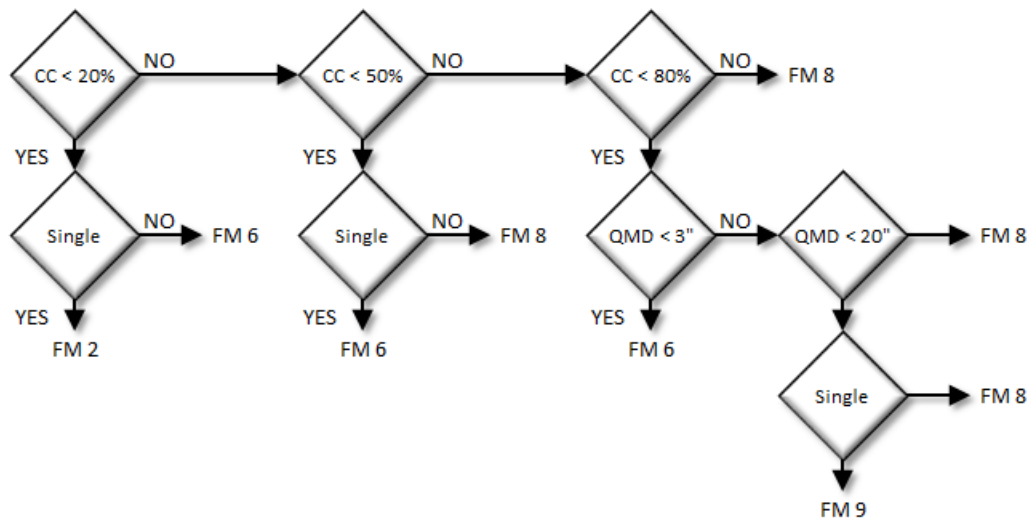 NO
NO
CC < 20%
CC < 50%
CC < 80%
NO
FM 8
YES
YES
YES
NO
NO
NO
Single
FM 6
Single
FM 8
QMD < 3"
QMD < 20"
FM 8
YES
YES
YES
FM 2
FM 6
FM 6
Single
FM 8
FM 9